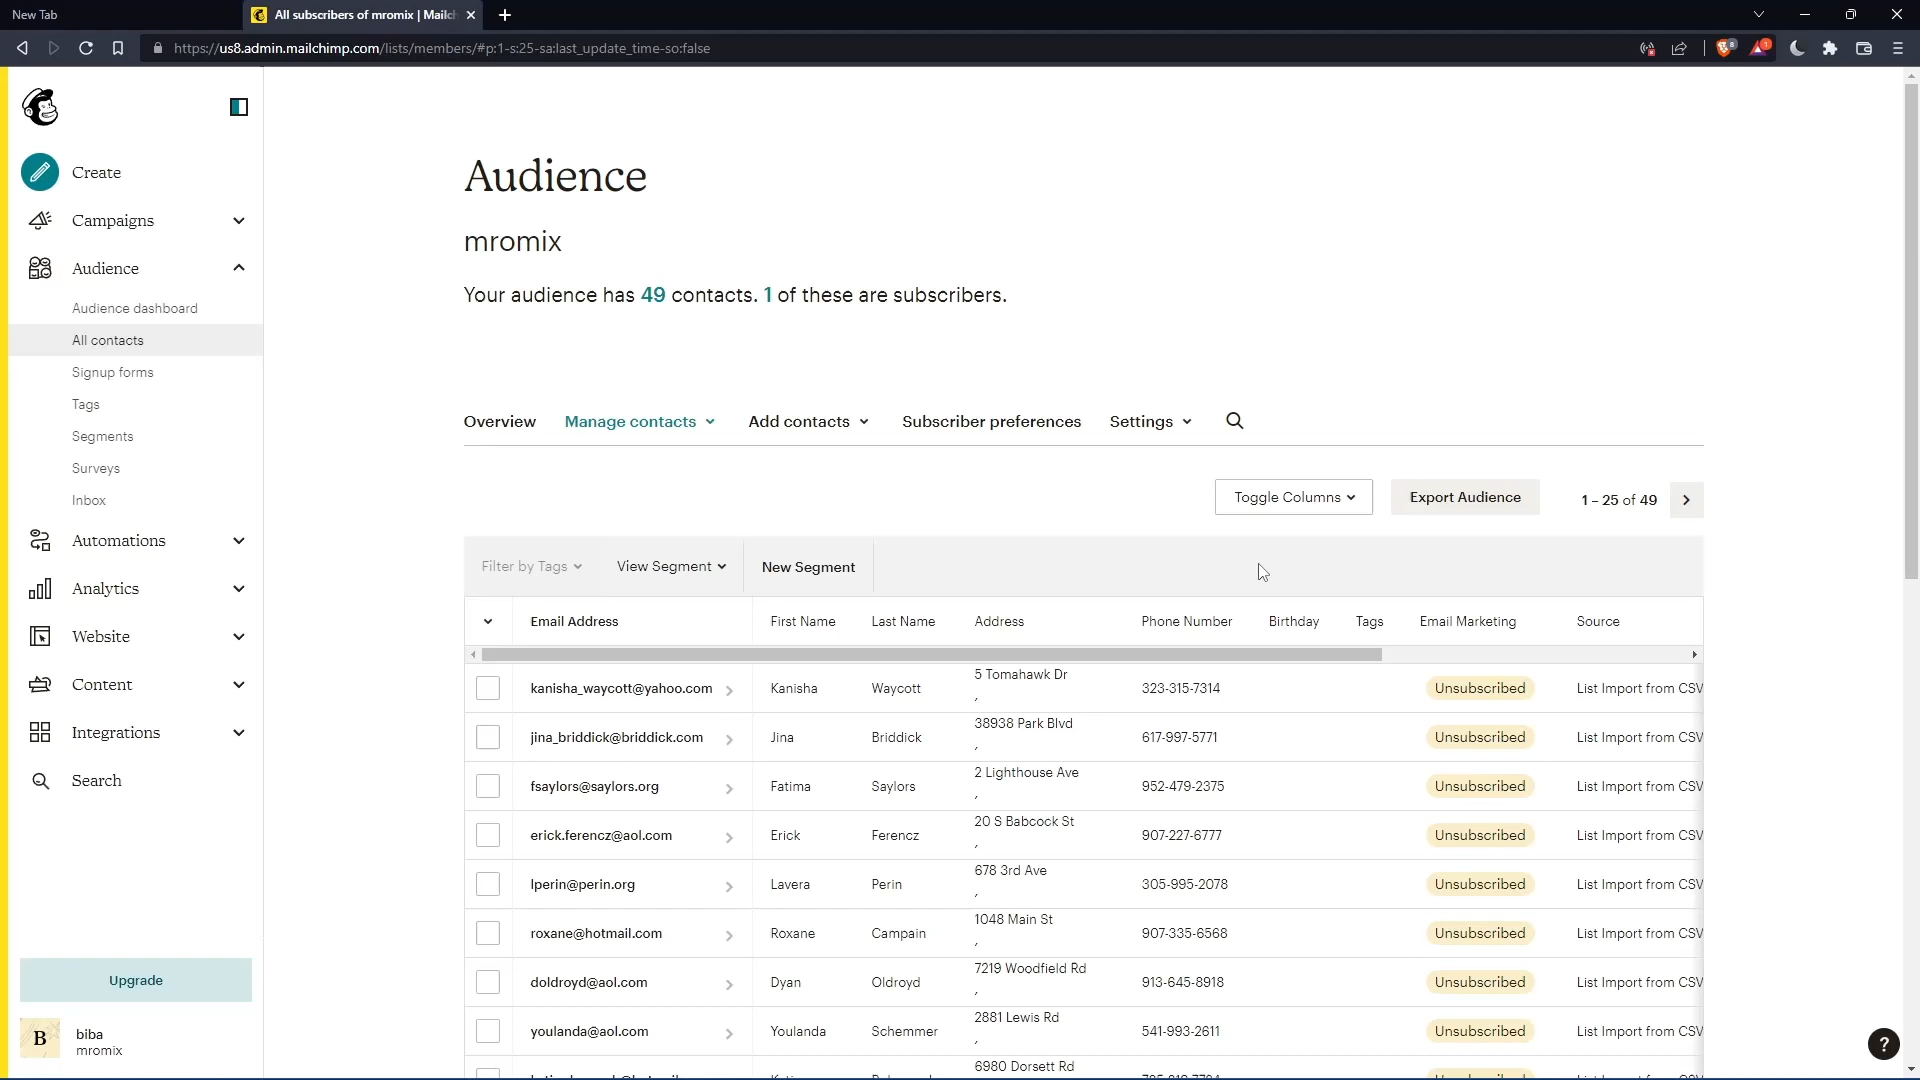 New Tab
All subscribers of mromix | Mailch
https://us8.admin.mailchimp.com/lists/members/#p:1-s:25-sa:last_update_time-so:false
8
1
Create
Campaigns
Audience
Audience dashboard
All contacts
Signup forms
Tags
Segments
Surveys
Inbox
Automations
Analytics
Website
Content
Integrations
Search
Upgrade
B
biba
mromix
Audience
mromix
Your audience has 49 contacts. 1 of these are subscribers.
Overview Manage contacts Add contacts Subscriber preferences Settings
Toggle Columns Export Audience 1 – 25 of 49
Filter by Tags View Segment New Segment
Email Address First Name Last Name Address Phone Number Birthday Tags Email Marketing Source
kanisha_waycott@yahoo.com Kanisha Waycott 5 Tomahawk Dr , 323-315-7314 Unsubscribed List Import from CSV
jina_briddick@briddick.com Jina Briddick 38938 Park Blvd , 617-997-5771 Unsubscribed List Import from CSV
fsaylors@saylors.org Fatima Saylors 2 Lighthouse Ave , 952-479-2375 Unsubscribed List Import from CSV
erick.ferencz@aol.com Erick Ferencz 20 S Babcock St , 907-227-6777 Unsubscribed List Import from CSV
lperin@perin.org Lavera Perin 678 3rd Ave , 305-995-2078 Unsubscribed List Import from CSV
roxane@hotmail.com Roxane Campain 1048 Main St , 907-335-6568 Unsubscribed List Import from CSV
doldroyd@aol.com Dyan Oldroyd 7219 Woodfield Rd , 913-645-8918 Unsubscribed List Import from CSV
youlanda@aol.com Youlanda Schemmer 2881 Lewis Rd , 541-993-2611 Unsubscribed List Import from CSV
6980 Dorsett Rd
?